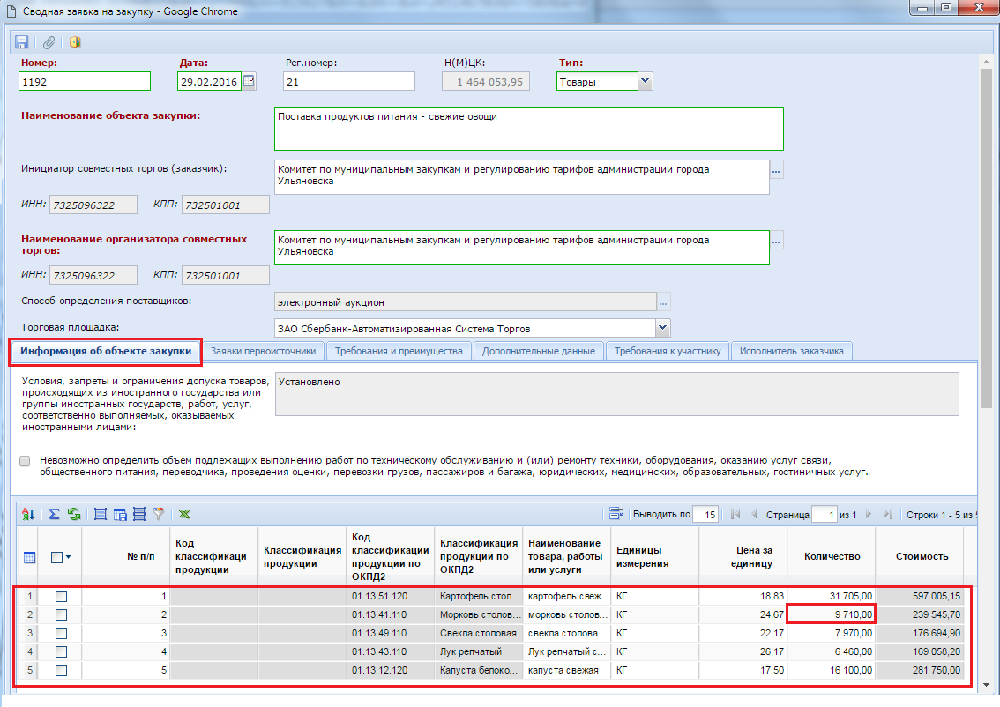 Сводная заявка на закупку - Google Chrome
Номер: Дата: Рег.номер: Н(М)ЦК: Тип:
1192 29.02.2016 21 1 464 053,95 Товары
Наименование объекта закупки: Поставка продуктов питания - свежие овощи
Инициатор совместных торгов (заказчик): Комитет по муниципальным закупкам и регулированию тарифов администрации города
Ульяновска
...
ИНН: 7325096322 КПП: 732501001
Наименование организатора совместных
торгов:
Комитет по муниципальным закупкам и регулированию тарифов администрации города
Ульяновска
...
ИНН: 7325096322 КПП: 732501001
Способ определения поставщиков: электронный аукцион ...
Торговая площадка: ЗАО Сбербанк-Автоматизированная Система Торгов
Информация об объекте закупки Заявки первоисточники Требования и преимущества Дополнительные данные Требования к участнику Исполнитель заказчика
Условия, запреты и ограничения допуска товаров,
происходящих из иностранного государства или
группы иностранных государств, работ, услуг,
соответственно выполняемых, оказываемых
иностранными лицами:
Установлено
Невозможно определить объем подлежащих выполнению работ по техническому обслуживанию и (или) ремонту техники, оборудования, оказанию услуг связи,
общественного питания, переводчика, проведения оценки, перевозки грузов, пассажиров и багажа, юридических, медицинских, образовательных, гостиничных услуг.
Выводить по 15 Страница 1 из 1 Строки 1 - 5 из
№ п/п
Код
классификаци
продукции
Классификация
продукции
Код
классификации
продукции по
ОКПД2
Классификация
продукции по
ОКПД2
Наименование
товара, работы
или услуги
Единицы
измерения
Цена за
единицу
Количество
Стоимость
1 1 01.13.51.120 Картофель стол... картофель свеж... КГ 18,83 31 705,00 597 005,15
2 2 01.13.41.110 Морковь столов... морковь столов... КГ 24,67 9 710,00 239 545,70
3 3 01.13.49.110 Свекла столовая свекла столова... КГ 22,17 7 970,00 176 694,90
4 4 01.13.43.110 Лук репчатый Лук репчатый с... КГ 26,17 6 460,00 169 058,20
5 5 01.13.12.120 Капуста белоко... капуста свежая КГ 17,50 16 100,00 281 750,00